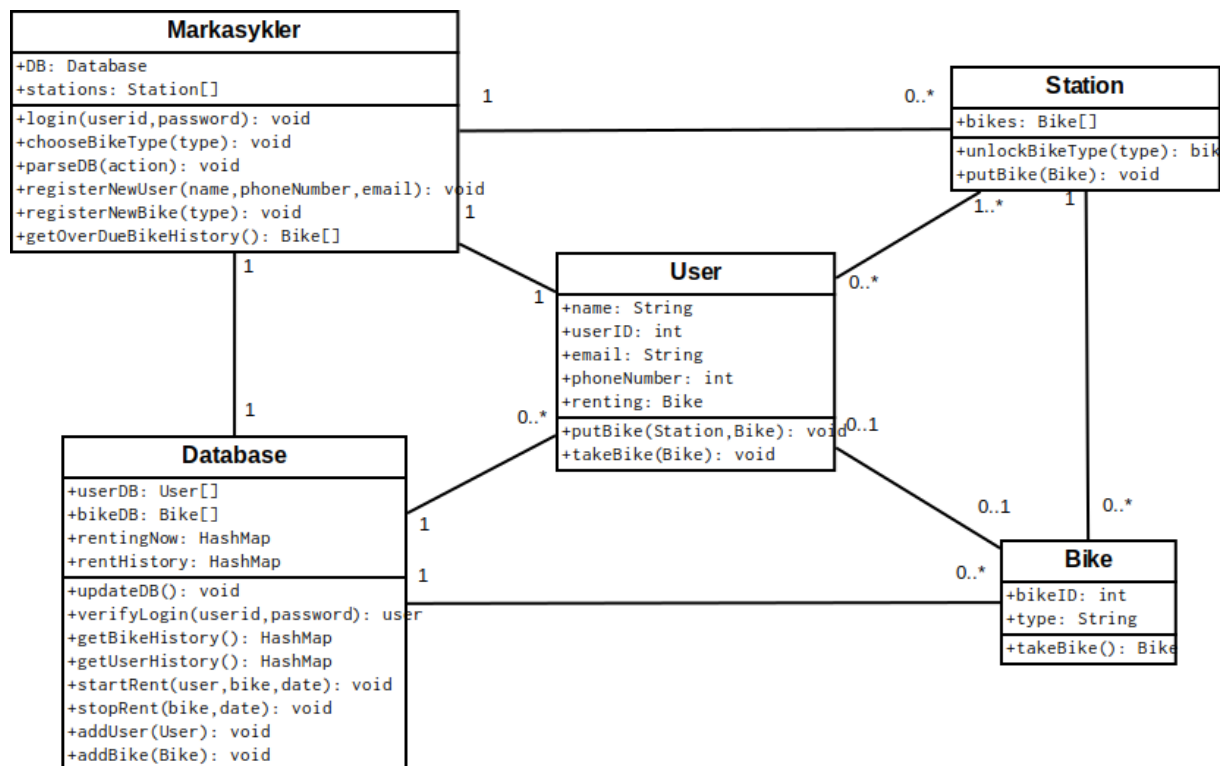 Markasykler
+DB: Database
+stations: Station[]
+login(userid,password): void
+chooseBikeType(type): void
+parseDB(action): void
+registerNewUser(name,phoneNumber,email): void
+registerNewBike(type): void
+getOverDueBikeHistory(): Bike[]
1
0..*
Station
+bikes: Bike[]
+unlockBikeType(type): bik
+putBike(Bike): void
1
1..*
1
1
User
+name: String
+userID: int
+email: String
+phoneNumber: int
+renting: Bike
+putBike(Station,Bike): void
+takeBike(Bike): void
1
0..*
1
0..*
0..1
Database
+userDB: User[]
+bikeDB: Bike[]
+rentingNow: HashMap
+rentHistory: HashMap
+updateDB(): void
+verifyLogin(userid,password): user
+getBikeHistory(): HashMap
+getUserHistory(): HashMap
+startRent(user,bike,date): void
+stopRent(bike,date): void
+addUser(User): void
+addBike(Bike): void
1
1
0..1
0..*
0..*
Bike
+bikeID: int
+type: String
+takeBike(): Bike